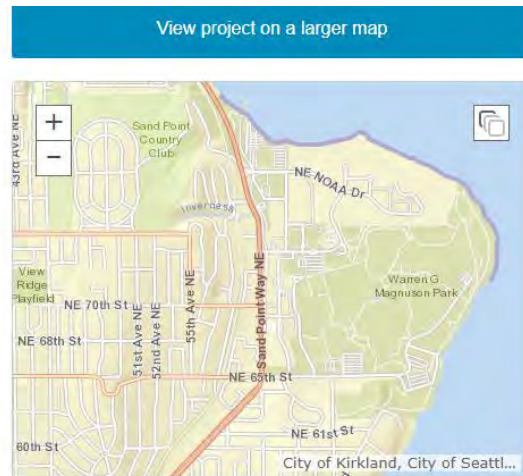 View project on a larger map
+
−
43rd Ave NE
Sand Point
Country
Club
NE NOAA Dr
Inverness
Sand Point Way NE
View
Ridge
Playfield
Warren G.
Magnuson Park
NE 70th St
51st Ave NE
52nd Ave NE
55th Ave NE
NE 68th St
NE 65th St
60th St
NE 61st St
City of Kirkland, City of Seattl...